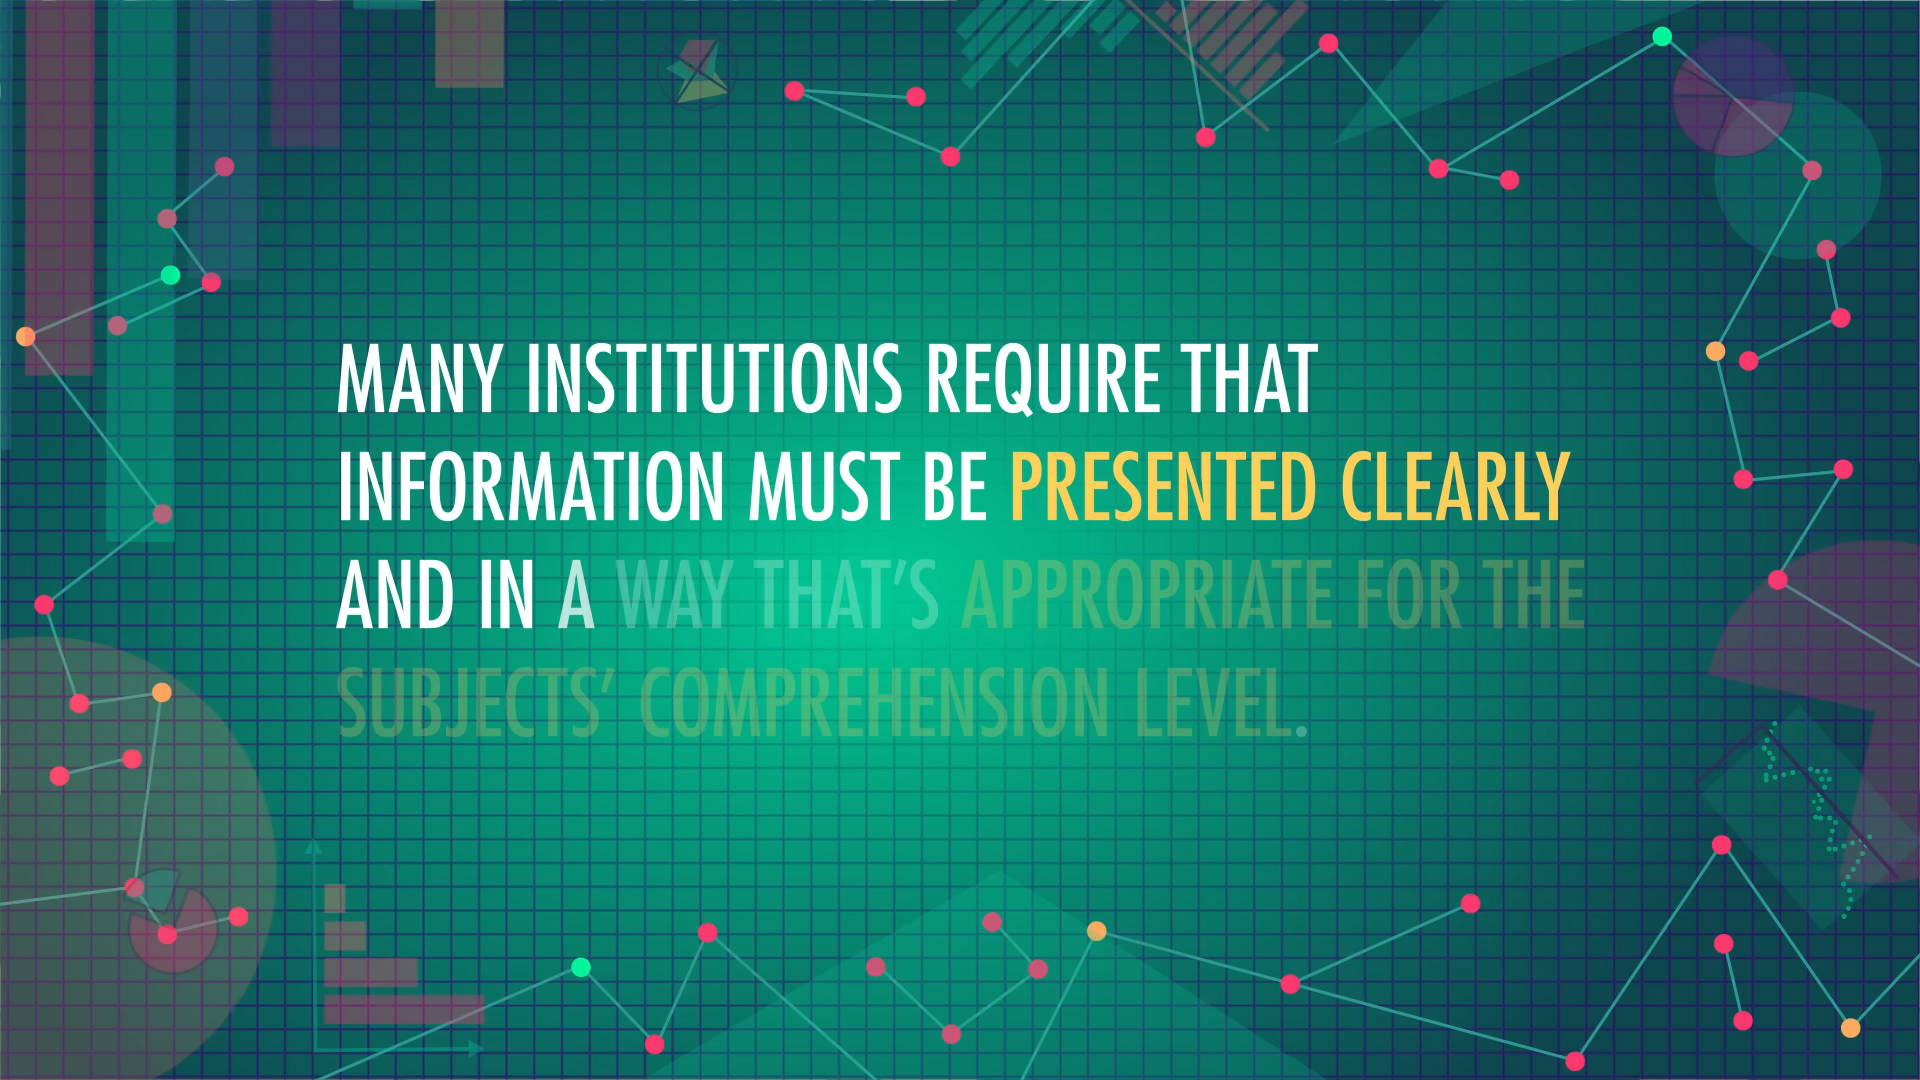 MANY INSTITUTIONS REQUIRE THAT
INFORMATION MUST BE PRESENTED CLEARLY
AND IN A WAY THAT'S APPROPRIATE FOR THE
SUBJECTS' COMPREHENSION LEVEL.